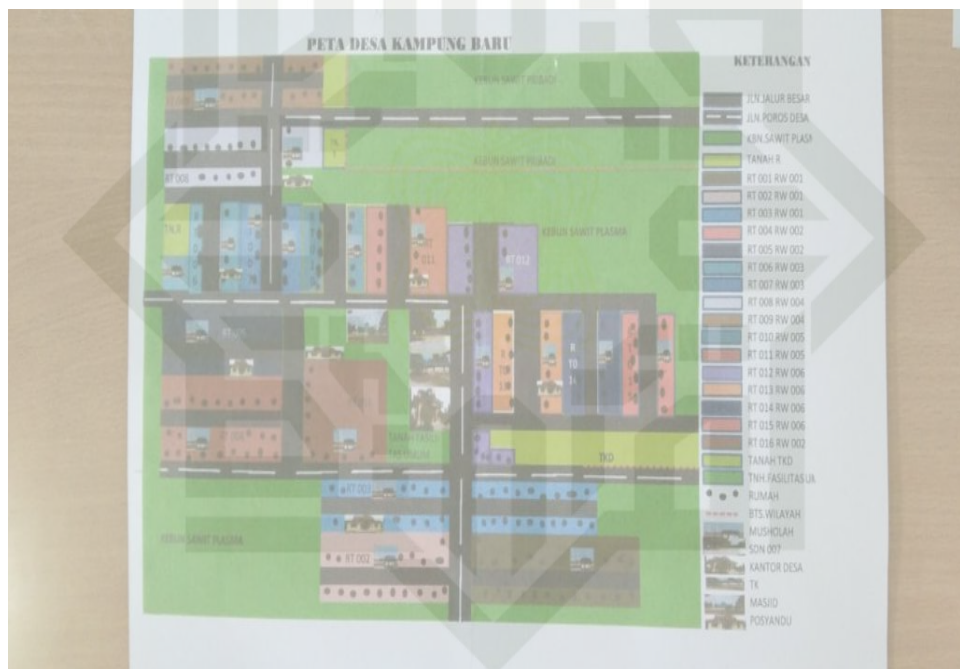 PETA DESA KAMPUNG BARU
KETERANGAN
JLN.JALUR BESAR
JLN.POROS DESA
KBN.SAWIT PLASM
TANAH R
RT 001 RW 001
RT 002 RW 001
RT 003 RW 001
RT 004 RW 002
RT 005 RW 002
RT 006 RW 003
RT 007 RW 003
RT 008 RW 004
RT 009 RW 004
RT 010 RW 005
RT 011 RW 005
RT 012 RW 006
RT 013 RW 006
RT 014 RW 006
RT 015 RW 006
RT 016 RW 002
TANAH TKD
TNH.FASILITAS
RUMAH
BTS.WILAYAH
MUSHOLAH
SDN 007
KANTOR DESA
TK
MASJID
POSYANDU
KEBUN SAWIT PRIBADI
KEBUN SAWIT PRIBADI
RT 008
KEBUN SAWIT PLASMA
011
RT 012
TANAH FASILI
TAS UMUM
TKD
RT 003
KEBUN SAWIT PLASMA
RT 002